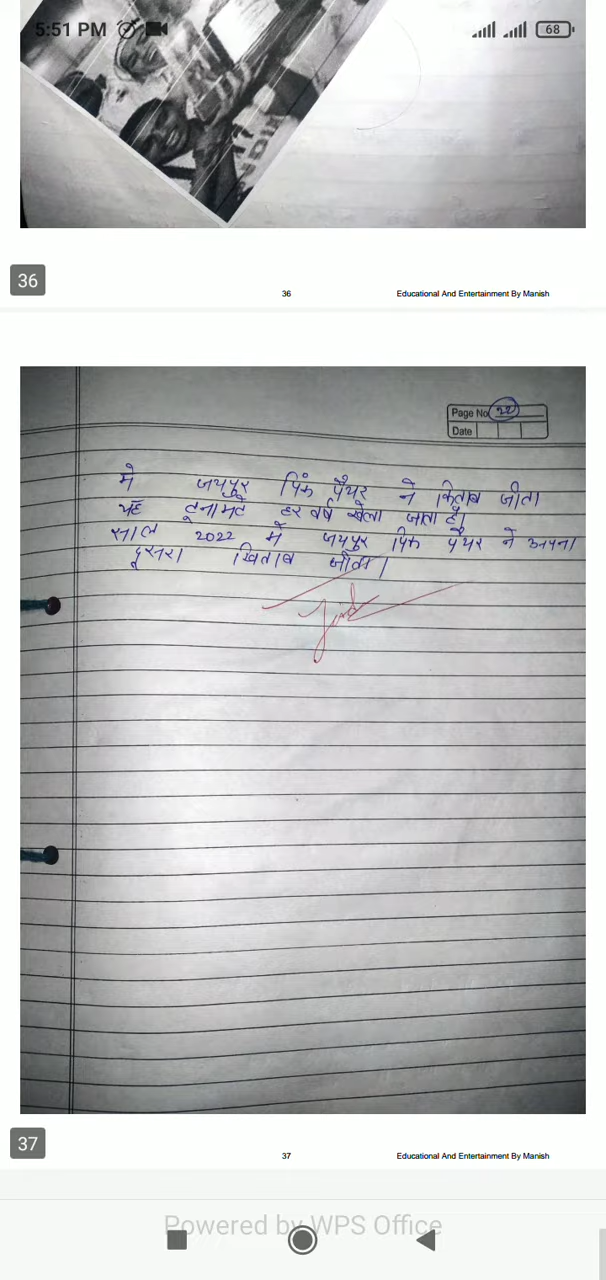 5:51 PM
68
36
36 Educational And Entertainment By Manish
Page No. 22
Date
मे जयपुर पिंक पैंथर ने किताब जीता
यह टूनामेट हर वर्ष खेला जाता है।
साल 2022 में जयपुर पिंक पैंथर ने अपना
दूसरा खिताब जीता।
37
37 Educational And Entertainment By Manish
Powered by WPS Office